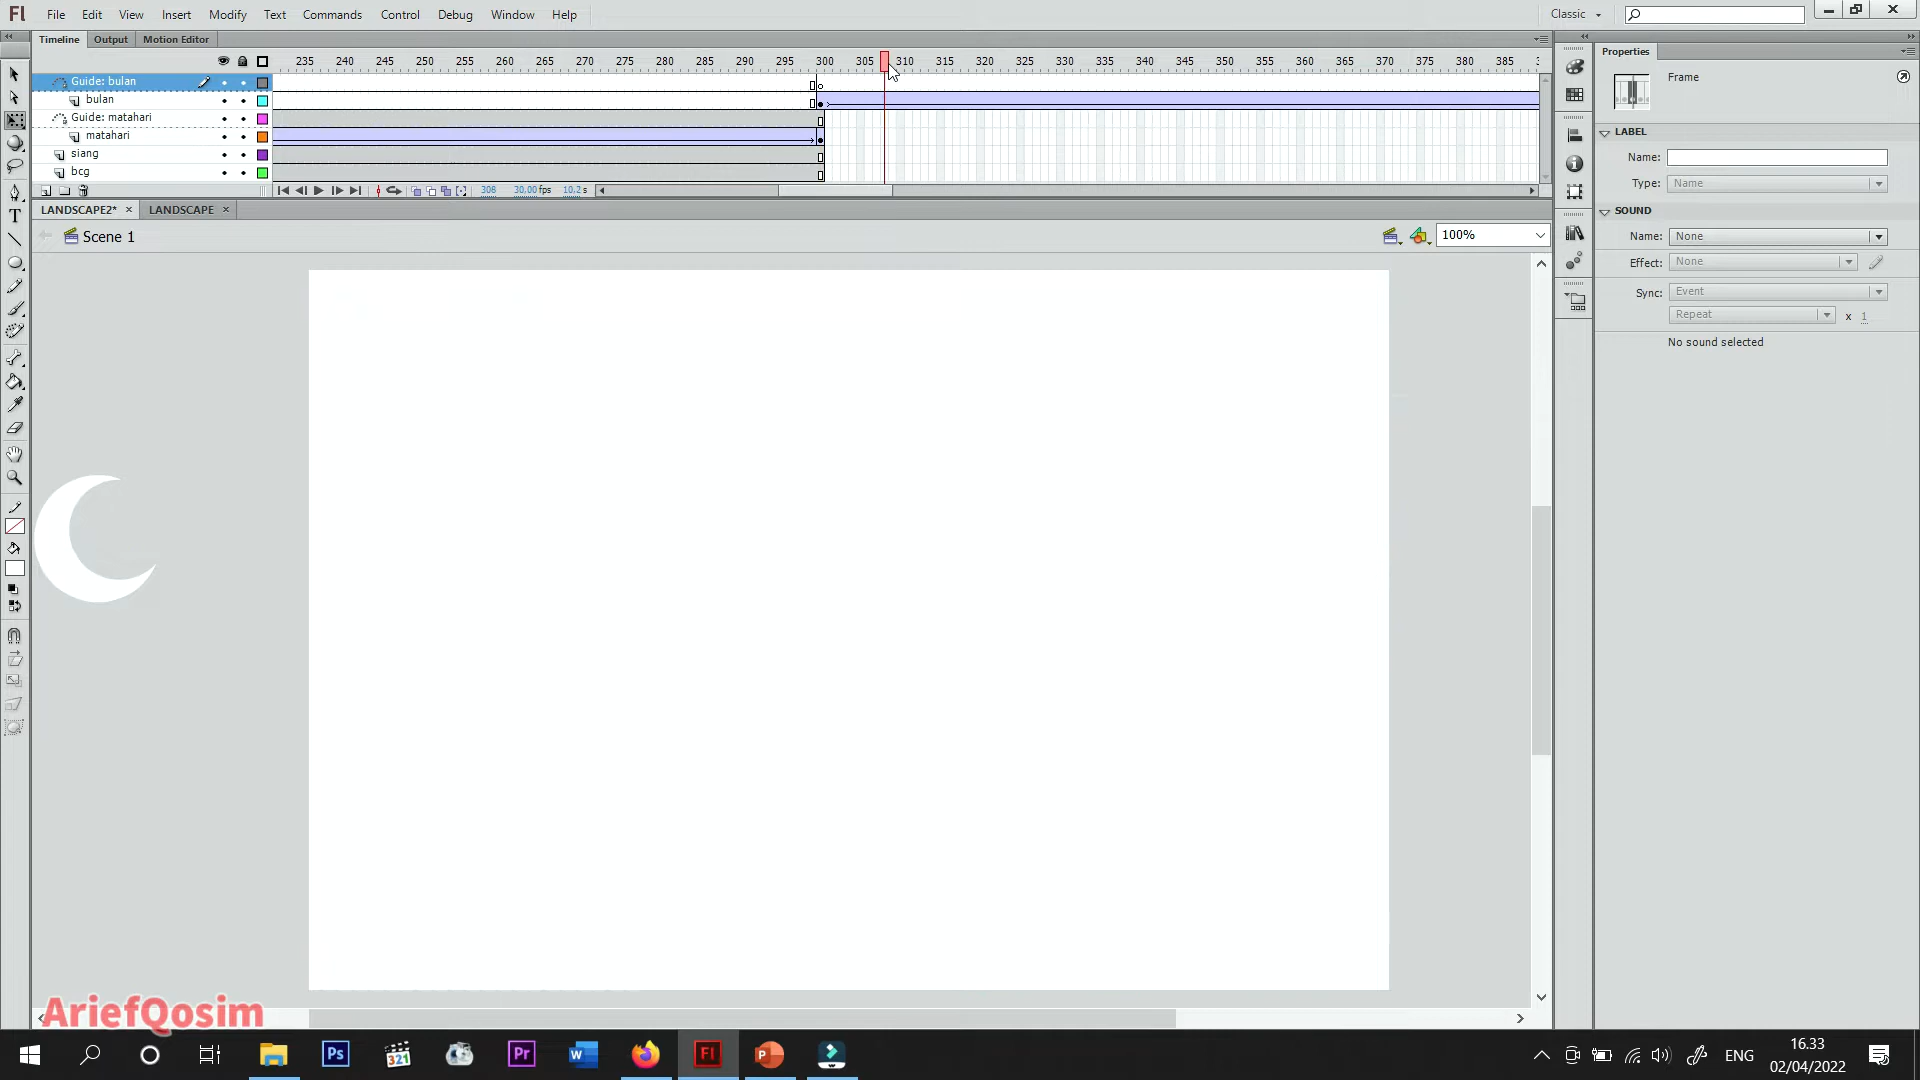 Fl File Edit View Insert Modify Text Commands Control Debug Window Help Classic
Timeline Output Motion Editor
235 240 245 250 255 260 265 270 275 280 285 290 295 300 305 310 315 320 325 330 335 340 345 350 355 360 365 370 375 380 385
Guide: bulan
bulan
Guide: matahari
matahari
siang
bcg
308 30,00 fps 10,2 s
LANDSCAPE2* × LANDSCAPE ×
Scene 1
100%
Properties
Frame
LABEL
Name:
Type: Name
SOUND
Name: None
Effect: None
Sync: Event
Repeat x 1
No sound selected
AriefQosim
Ps 321 Pr W Fl P ENG
16.33
02/04/2022